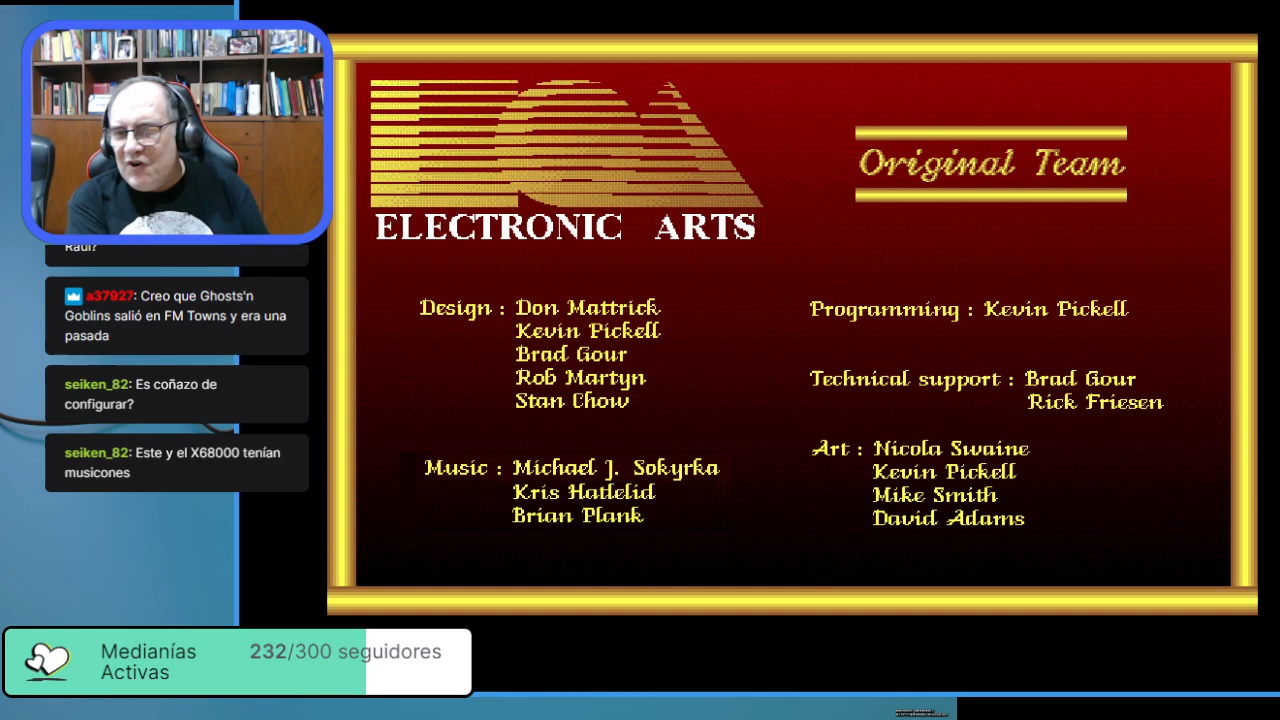 Raúl?
a37927: Creo que Ghosts'n
Goblins salió en FM Towns y era una
pasada
seiken_82: Es coñazo de
configurar?
seiken_82: Este y el X68000 tenían
musicones
Medianías
Activas
232/300 seguidores
ELECTRONIC ARTS
Original Team
Design : Don Mattrick
Kevin Pickell
Brad Gour
Rob Martyn
Stan Chow
Music : Michael J. Sokyrka
Kris Hatlelid
Brian Plank
Programming : Kevin Pickell
Technical support : Brad Gour
Rick Friesen
Art : Nicola Swaine
Kevin Pickell
Mike Smith
David Adams